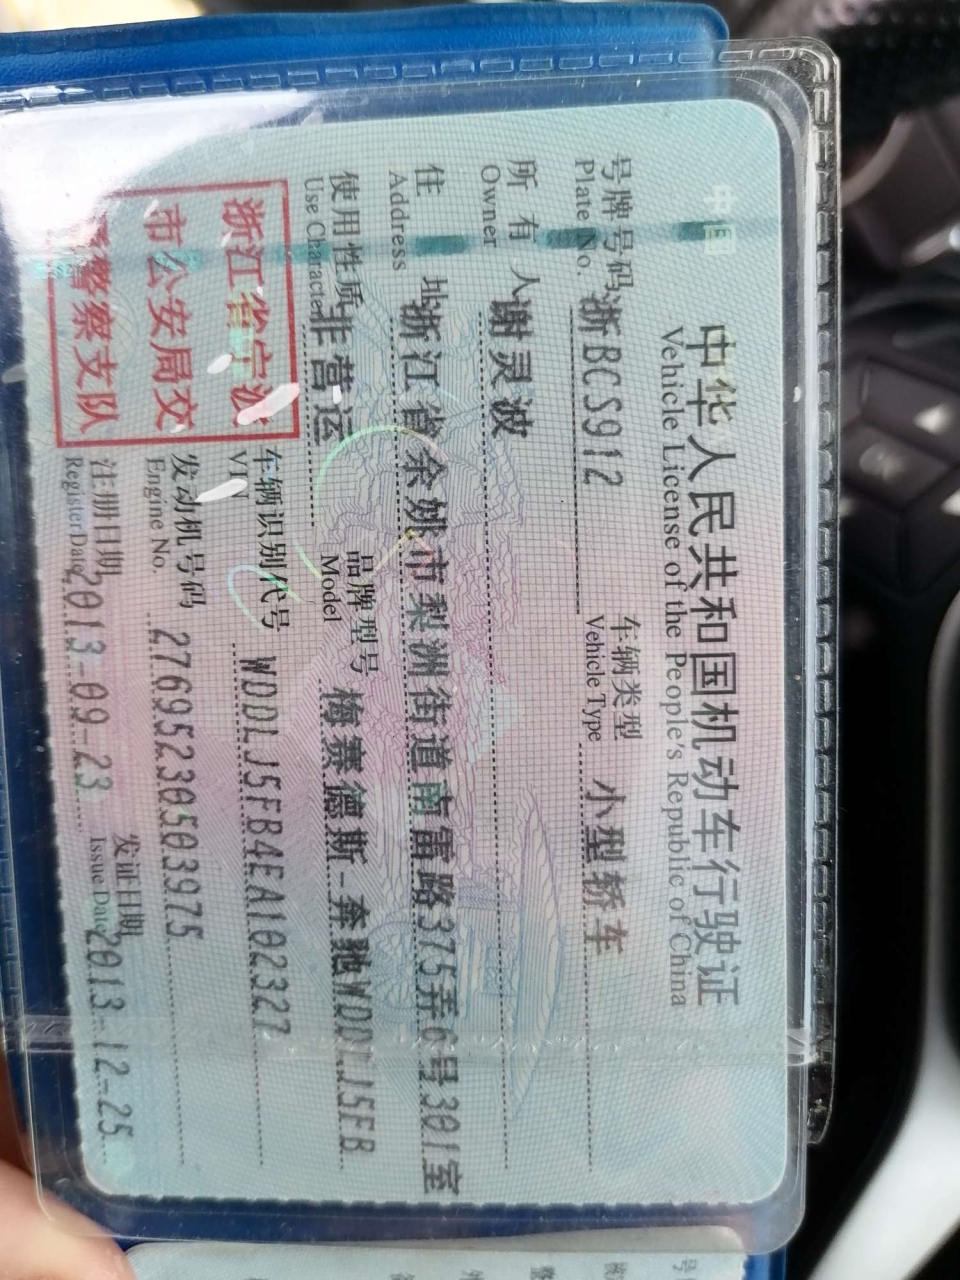 中国
中华人民共和国机动车行驶证
Vehicle License of the People's Republic of China
号牌号码 浙BCS912 车辆类型 小型轿车
Plate No. Vehicle Type
所有人 谢灵波
Owner
住址 浙江省余姚市梨洲街道南雷路375弄6号301室
Address
使用性质 非营运 品牌型号 梅赛德斯-奔驰WDDLJ5FB
Use Character Model
浙江省宁波
市公安局交
警察支队
车辆识别代号 WDDLJ5FB4EA102327
VIN
发动机号码 27695230503975
Engine No.
注册日期 2013-09-23 发证日期 2013-12-25
Register Date Issue Date